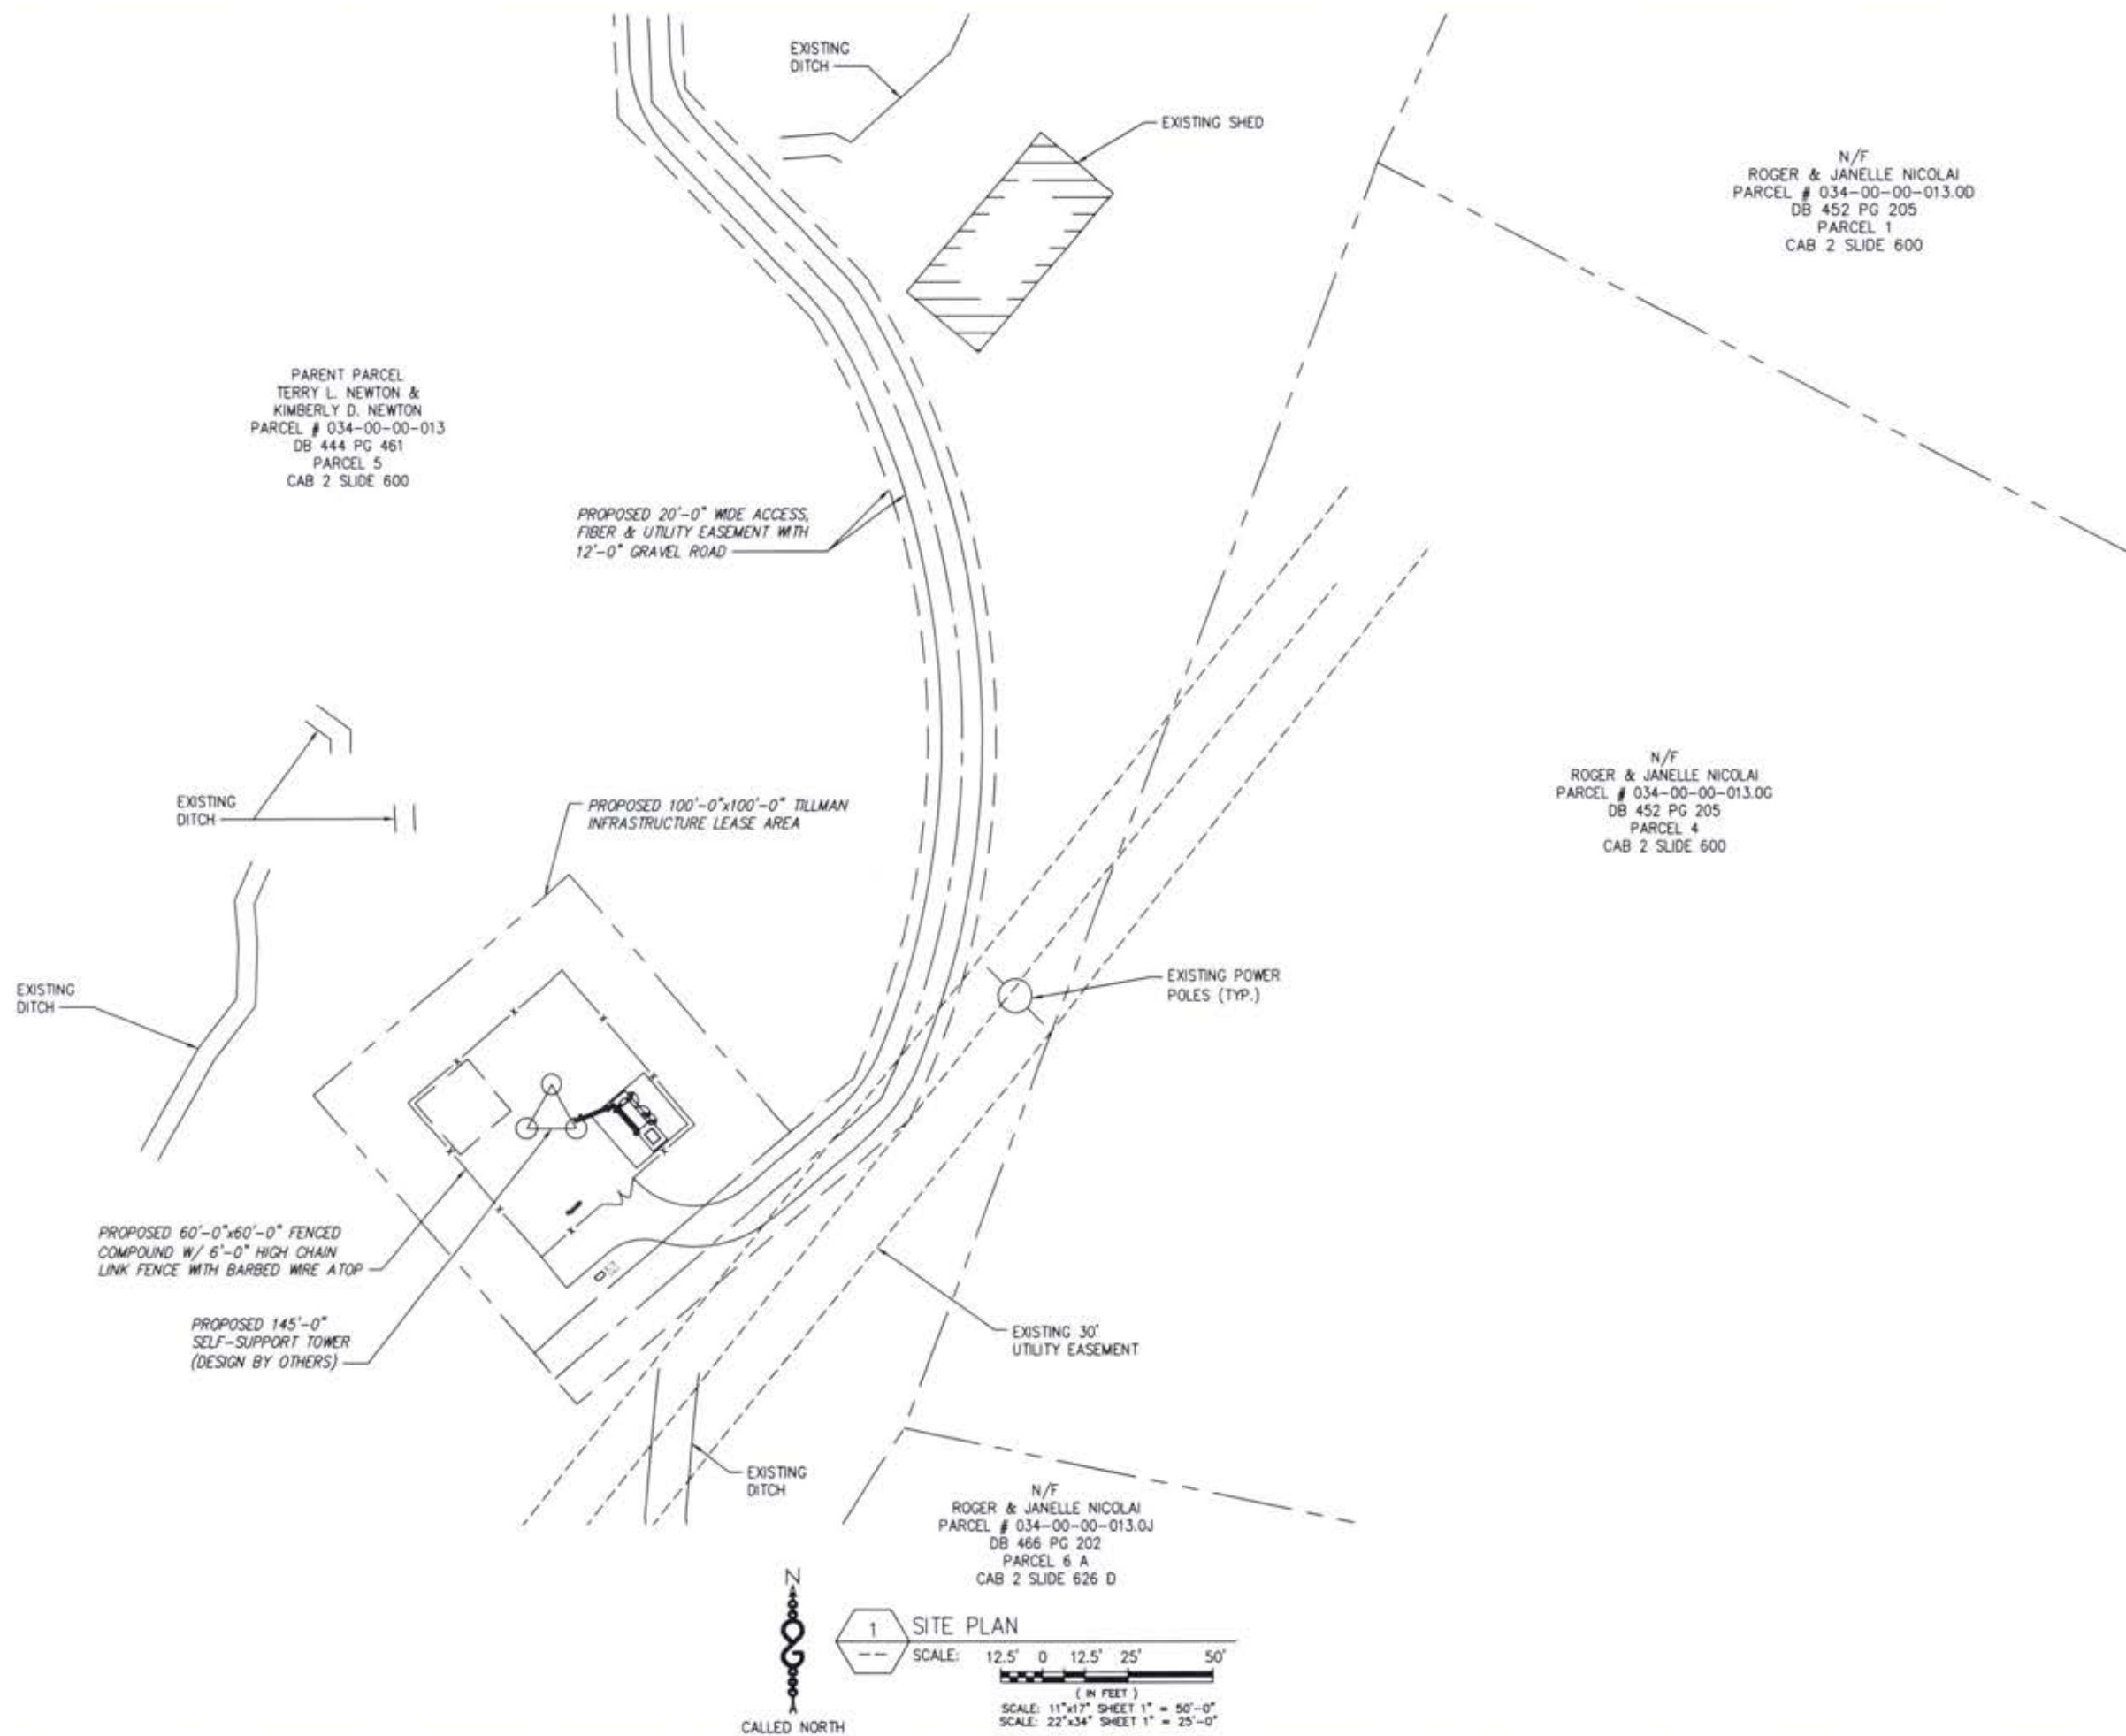 EXISTING
DITCH
EXISTING SHED
N/F
ROGER & JANELLE NICOLAI
PARCEL # 034-00-00-013.0D
DB 452 PG 205
PARCEL 1
CAB 2 SLIDE 600
PARENT PARCEL
TERRY L. NEWTON &
KIMBERLY D. NEWTON
PARCEL # 034-00-00-013
DB 444 PG 461
PARCEL 5
CAB 2 SLIDE 600
PROPOSED 20'-0" WIDE ACCESS,
FIBER & UTILITY EASEMENT WITH
12'-0" GRAVEL ROAD
N/F
ROGER & JANELLE NICOLAI
PARCEL # 034-00-00-013.0G
DB 452 PG 205
PARCEL 4
CAB 2 SLIDE 600
EXISTING
DITCH
PROPOSED 100'-0"x100'-0" TILLMAN
INFRASTRUCTURE LEASE AREA
EXISTING
DITCH
EXISTING POWER
POLES (TYP.)
PROPOSED 60'-0"x60'-0" FENCED
COMPOUND W/ 6'-0" HIGH CHAIN
LINK FENCE WITH BARBED WIRE ATOP
PROPOSED 145'-0"
SELF-SUPPORT TOWER
(DESIGN BY OTHERS)
EXISTING 30'
UTILITY EASEMENT
EXISTING
DITCH
N/F
ROGER & JANELLE NICOLAI
PARCEL # 034-00-00-013.0J
DB 466 PG 202
PARCEL 6 A
CAB 2 SLIDE 626 D
N
CALLED NORTH
1 SITE PLAN
-- SCALE: 12.5' 0 12.5' 25' 50'
( IN FEET )
SCALE: 11"x17" SHEET 1" = 50'-0"
SCALE: 22"x34" SHEET 1" = 25'-0"